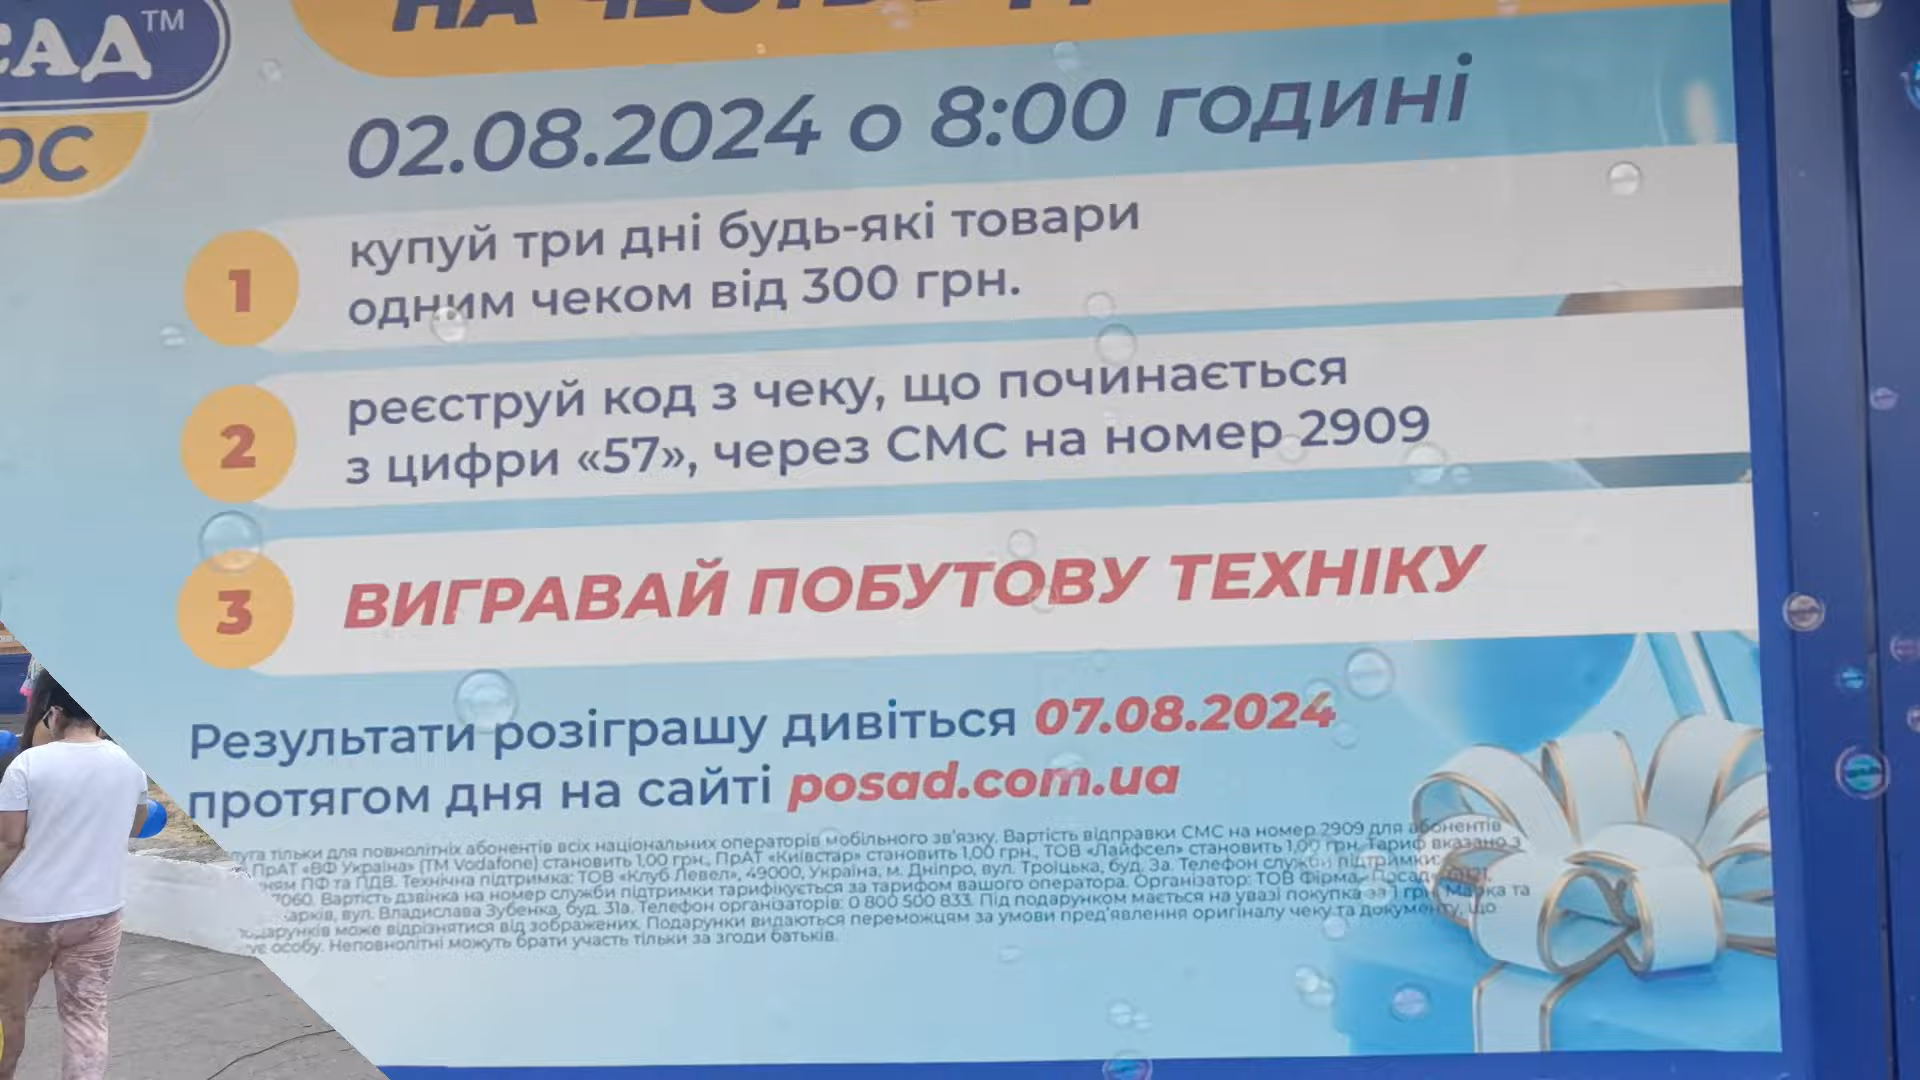 САД™
НА ЧЕСТЬ
ОС
02.08.2024 о 8:00 годині
1
купуй три дні будь-які товари
одним чеком від 300 грн.
2
реєструй код з чеку, що починається
з цифри «57», через СМС на номер 2909
3
ВИГРАВАЙ ПОБУТОВУ ТЕХНІКУ
Результати розіграшу дивіться 07.08.2024
протягом дня на сайті posad.com.ua
тільки для повнолітніх абонентів всіх національних операторів мобільного зв'язку. Вартість відправки СМС на номер 2909 для абонентів
ПрАТ «ВФ Україна» (ТМ Vodafone) становить 1,00 грн., ПрАТ «Київстар» становить 1,00 грн., ТОВ «Лайфсел» становить 1,00 грн. Тариф вказано з
ПФ та ПДВ. Технічна підтримка: ТОВ «Клуб Левел», 49000, Україна, м. Дніпро, вул. Троїцька, буд. 3а. Телефон служби підтримки:
7060. Вартість дзвінка на номер служби підтримки тарифікується за тарифом вашого оператора. Організатор: ТОВ Фірма «Посад»
вул. Владислава Зубенка, буд. 31а. Телефон організаторів: 0 800 500 833. Під подарунком мається на увазі покупка за 1 грн. Марка та
може відрізнятися від зображених. Подарунки видаються переможцям за умови пред'явлення оригіналу чеку та документу, що
особу. Неповнолітні можуть брати участь тільки за згоди батьків.